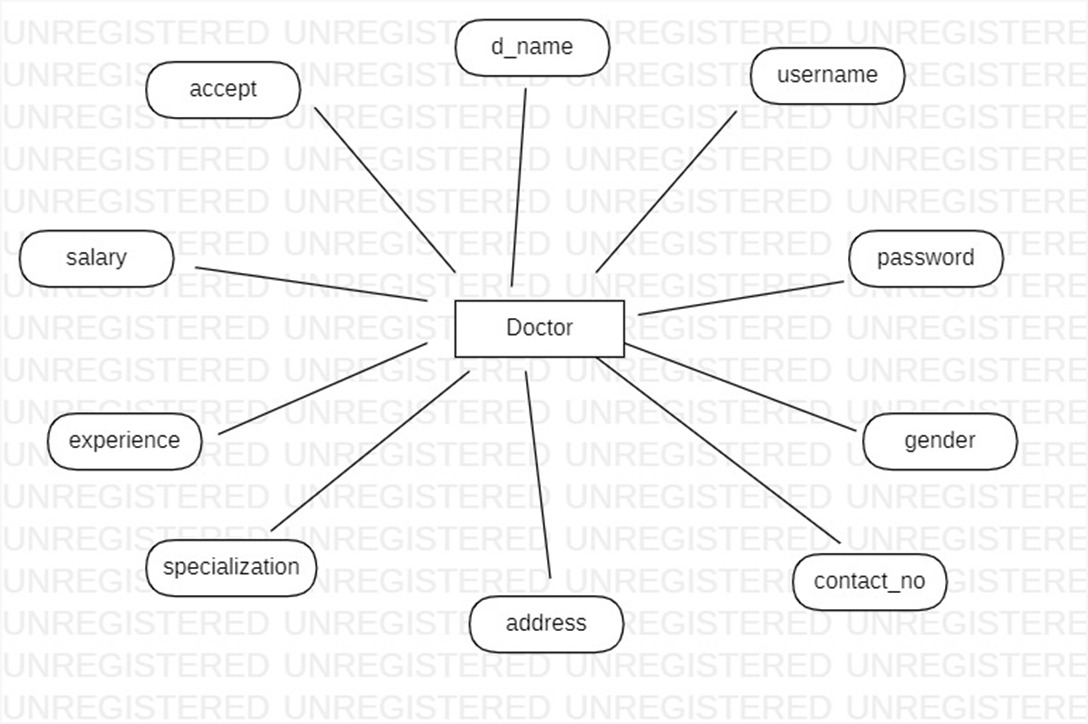 d_name
username
accept
salary
password
Doctor
experience
gender
specialization
contact_no
address
UNREGISTERED